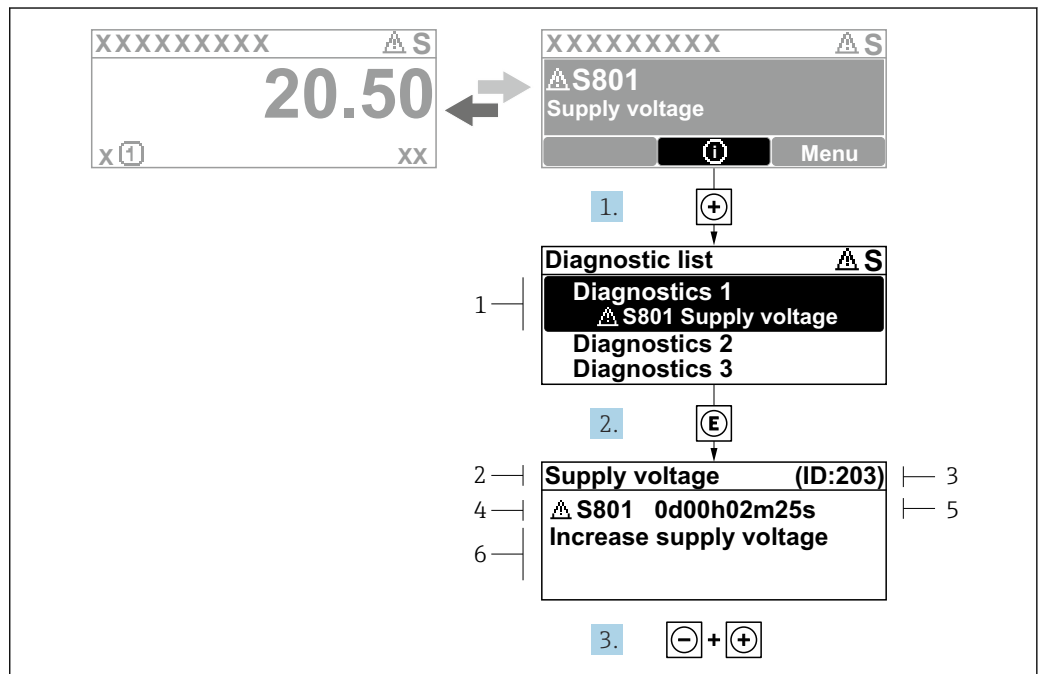 XXXXXXXXX ⚠ S
20.50
X ① XX
XXXXXXXXX ⚠ S
⚠ S801
Supply voltage
ⓘ Menu
1. +
Diagnostic list ⚠ S
1
Diagnostics 1
⚠ S801 Supply voltage
Diagnostics 2
Diagnostics 3
2. E
2 Supply voltage (ID:203) 3
4 ⚠ S801 0d00h02m25s 5
6 Increase supply voltage
3. - + +